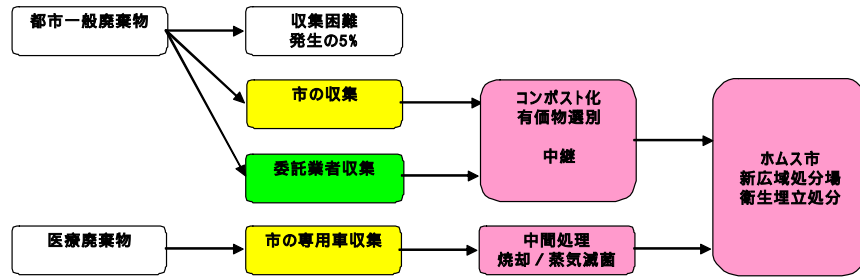 都市一般廃棄物
収集困難
発生の5%
市の収集
委託業者収集
コンポスト化
有価物選別
中継
ホムス市
新広域処分場
衛生埋立処分
医療廃棄物
市の専用車収集
中間処理
焼却/蒸気滅菌